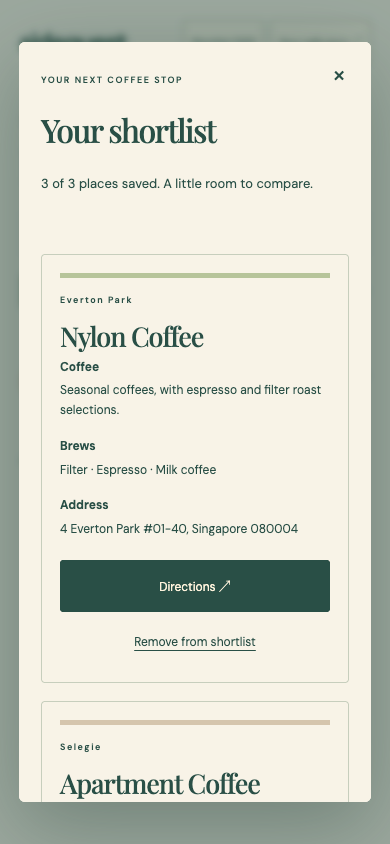 YOUR NEXT COFFEE STOP
×
Your shortlist
3 of 3 places saved. A little room to compare.
Everton Park
Nylon Coffee
Coffee
Seasonal coffees, with espresso and filter roast
selections.
Brews
Filter · Espresso · Milk coffee
Address
4 Everton Park #01-40, Singapore 080004
Directions ↗
Remove from shortlist
Selegie
Apartment Coffee